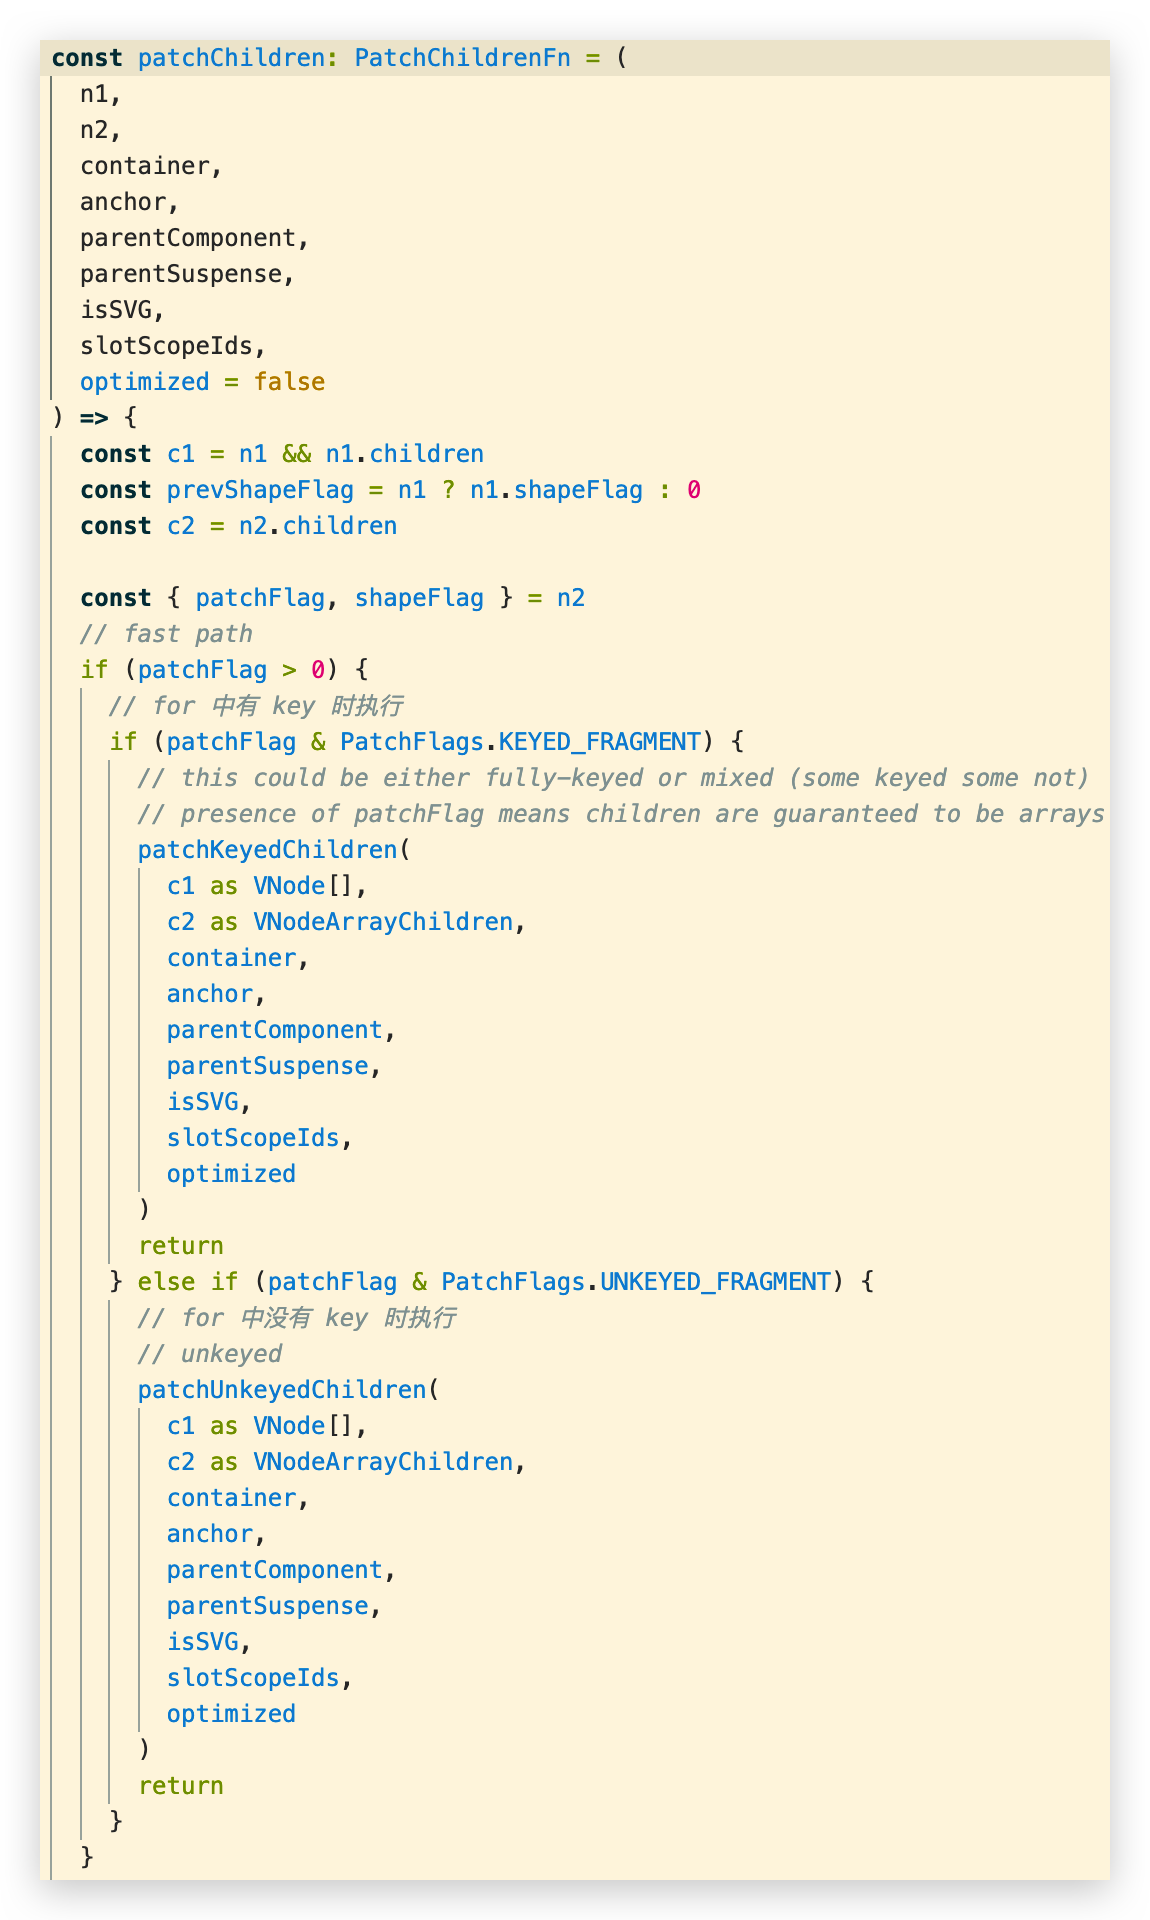 const patchChildren: PatchChildrenFn = (
  n1,
  n2,
  container,
  anchor,
  parentComponent,
  parentSuspense,
  isSVG,
  slotScopeIds,
  optimized = false
) => {
  const c1 = n1 && n1.children
  const prevShapeFlag = n1 ? n1.shapeFlag : 0
  const c2 = n2.children

  const { patchFlag, shapeFlag } = n2
  // fast path
  if (patchFlag > 0) {
    // for 中有 key 时执行
    if (patchFlag & PatchFlags.KEYED_FRAGMENT) {
      // this could be either fully-keyed or mixed (some keyed some not)
      // presence of patchFlag means children are guaranteed to be arrays
      patchKeyedChildren(
        c1 as VNode[],
        c2 as VNodeArrayChildren,
        container,
        anchor,
        parentComponent,
        parentSuspense,
        isSVG,
        slotScopeIds,
        optimized
      )
      return
    } else if (patchFlag & PatchFlags.UNKEYED_FRAGMENT) {
      // for 中没有 key 时执行
      // unkeyed
      patchUnkeyedChildren(
        c1 as VNode[],
        c2 as VNodeArrayChildren,
        container,
        anchor,
        parentComponent,
        parentSuspense,
        isSVG,
        slotScopeIds,
        optimized
      )
      return
    }
  }